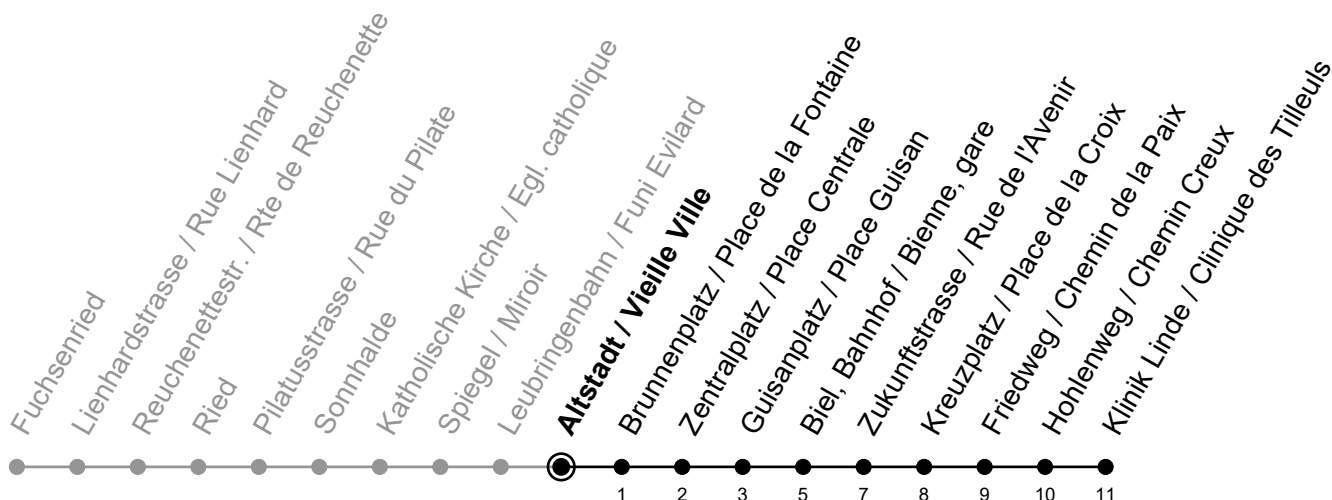 Fuchsenried
Lienhardstrasse / Rue Lienhard
Reuchenettestr. / Rte de Reuchenette
Ried
Pilatusstrasse / Rue du Pilate
Sonnhalde
Katholische Kirche / Egl. catholique
Spiegel / Miroir
Leubringenbahn / Funi Evilard
Altstadt / Vieille Ville
Brunnenplatz / Place de la Fontaine
Zentralplatz / Place Centrale
Guisanplatz / Place Guisan
Biel, Bahnhof / Bienne, gare
Zukunftstrasse / Rue de l'Avenir
Kreuzplatz / Place de la Croix
Friedweg / Chemin de la Paix
Hohlenweg / Chemin Creux
Klinik Linde / Clinique des Tilleuls
1 2 3 5 7 8 9 10 11